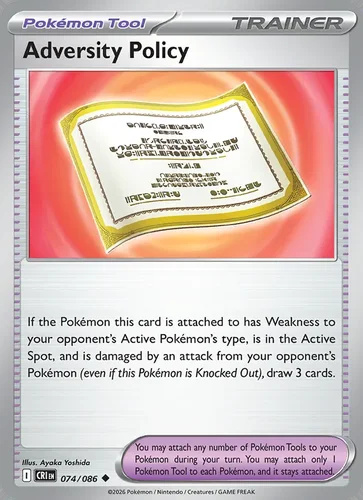 Pokémon Tool
TRAINER
Adversity Policy
If the Pokémon this card is attached to has Weakness to
your opponent's Active Pokémon's type, is in the Active
Spot, and is damaged by an attack from your opponent's
Pokémon (even if this Pokémon is Knocked Out), draw 3 cards.
Illus. Ayaka Yoshida
I CRI EN 074/086
You may attach any number of Pokémon Tools to your
Pokémon during your turn. You may attach only 1
Pokémon Tool to each Pokémon, and it stays attached.
©2026 Pokémon / Nintendo / Creatures / GAME FREAK